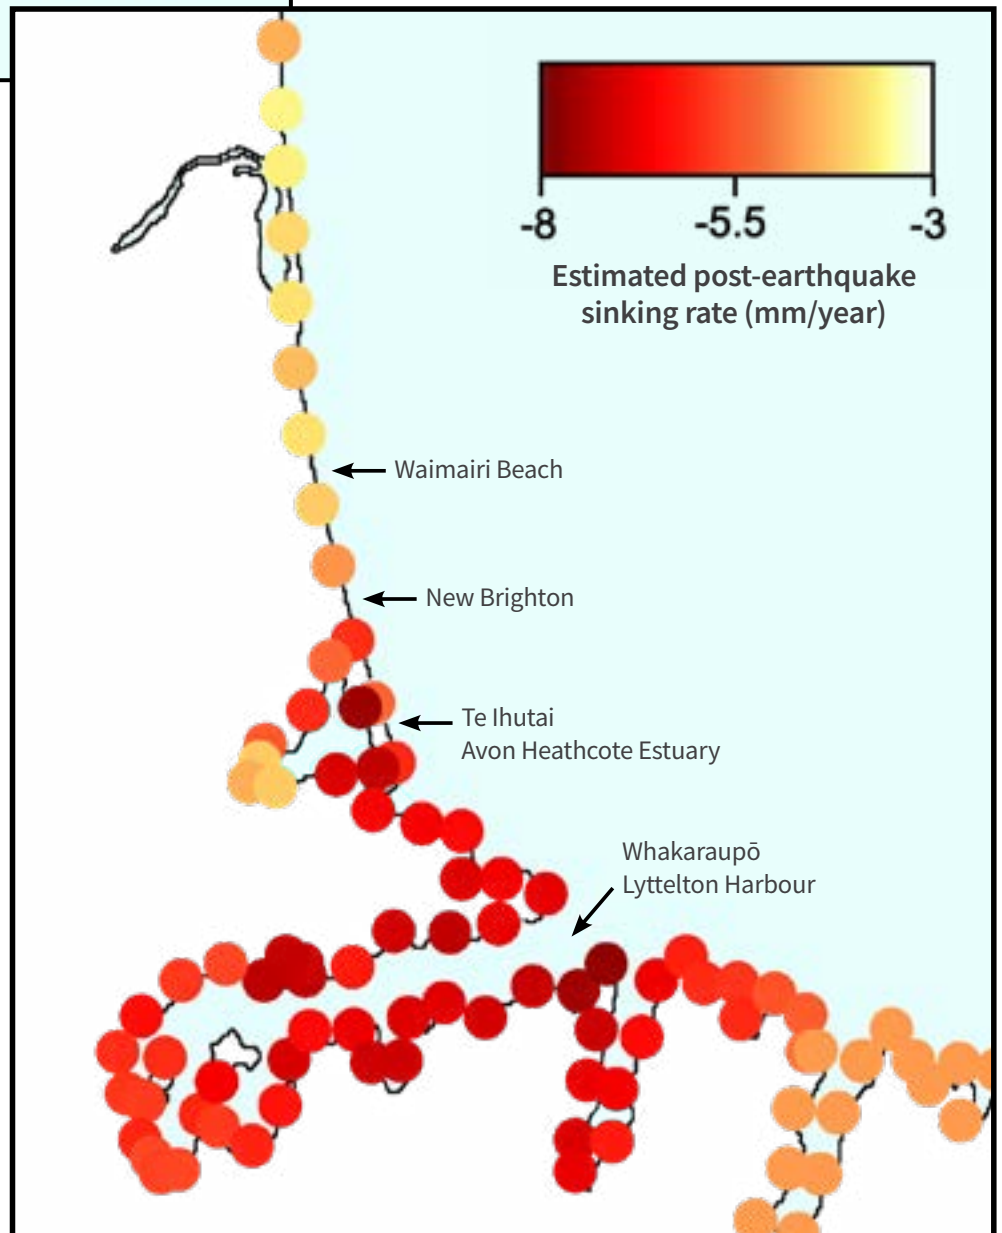 -8
-5.5
-3
Estimated post-earthquake
sinking rate (mm/year)
Waimairi Beach
New Brighton
Te Ihutai
Avon Heathcote Estuary
Whakaraupō
Lyttelton Harbour